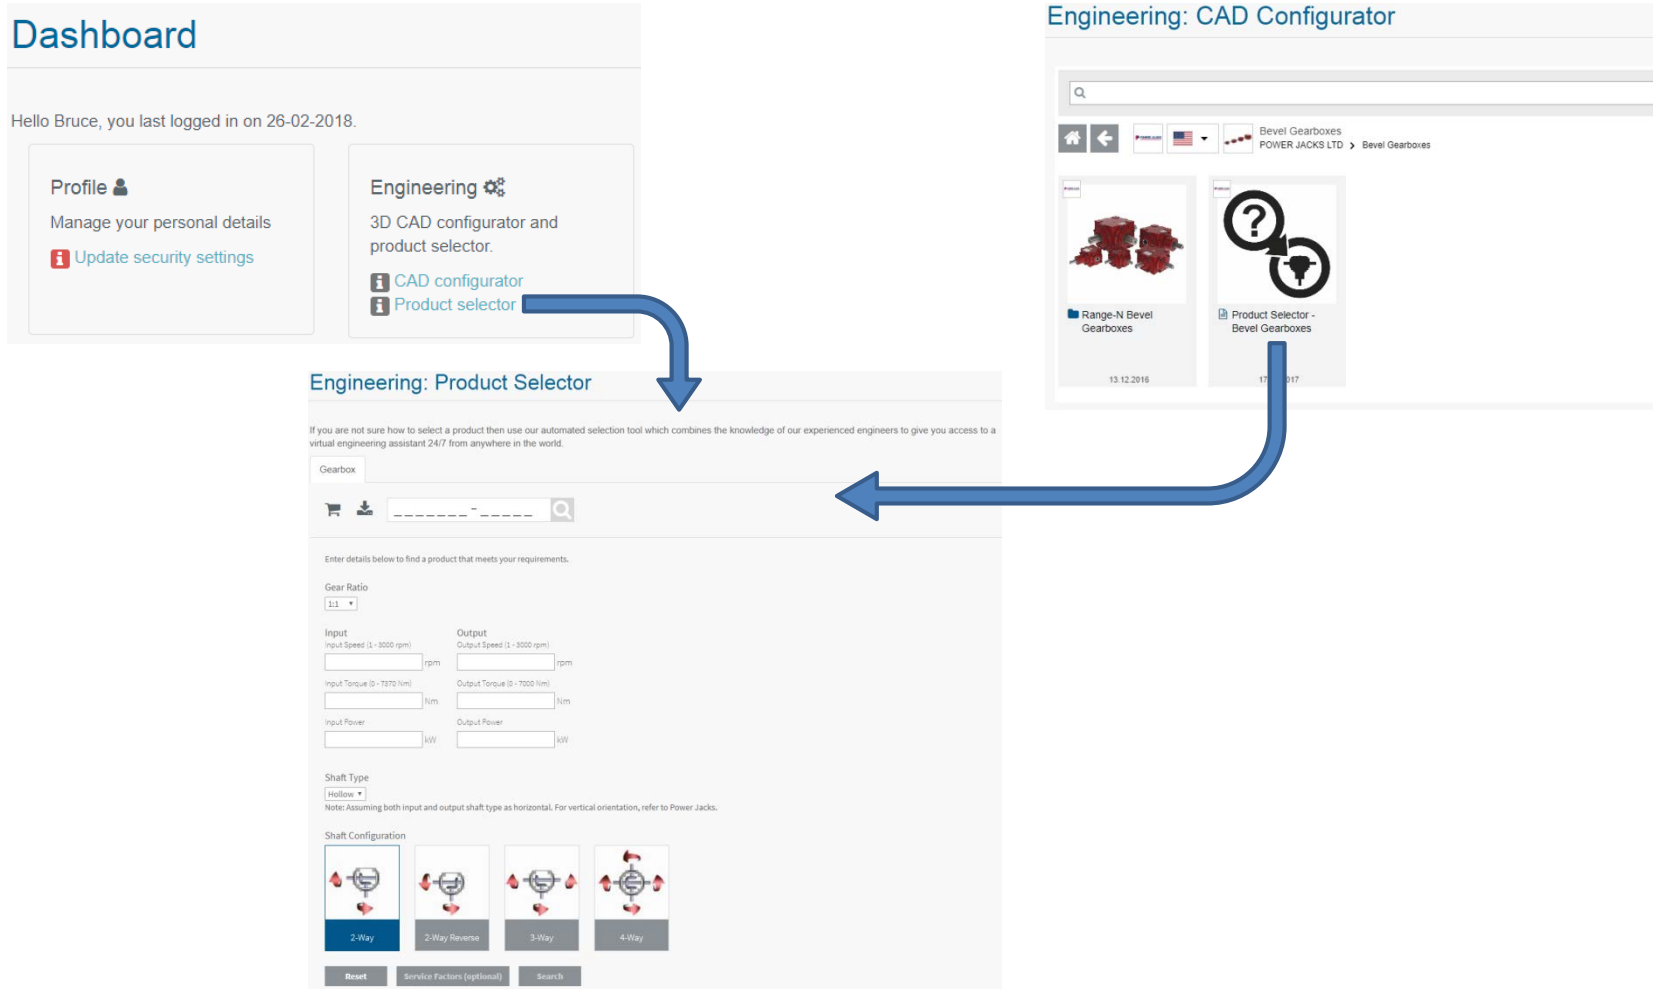 Dashboard
Hello Bruce, you last logged in on 26-02-2018.
Profile
Manage your personal details
Update security settings
Engineering
3D CAD configurator and
product selector.
CAD configurator
Product selector
Engineering: CAD Configurator
Bevel Gearboxes
POWER JACKS LTD > Bevel Gearboxes
Range-N Bevel
Gearboxes
13.12.2016
Product Selector -
Bevel Gearboxes
Engineering: Product Selector
If you are not sure how to select a product then use our automated selection tool which combines the knowledge of our experienced engineers to give you access to a
virtual engineering assistant 24/7 from anywhere in the world.
Gearbox
_______-_____
Enter details below to find a product that meets your requirements.
Gear Ratio
1:1
Input Output
Input Speed (1 - 3000 rpm) Output Speed (1 - 3000 rpm)
rpm rpm
Input Torque (0 - 7370 Nm) Output Torque (0 - 7000 Nm)
Nm Nm
Input Power Output Power
kW kW
Shaft Type
Hollow
Note: Assuming both input and output shaft type as horizontal. For vertical orientation, refer to Power Jacks.
Shaft Configuration
2-Way 2-Way Reverse 3-Way 4-Way
Reset Service Factors (optional) Search